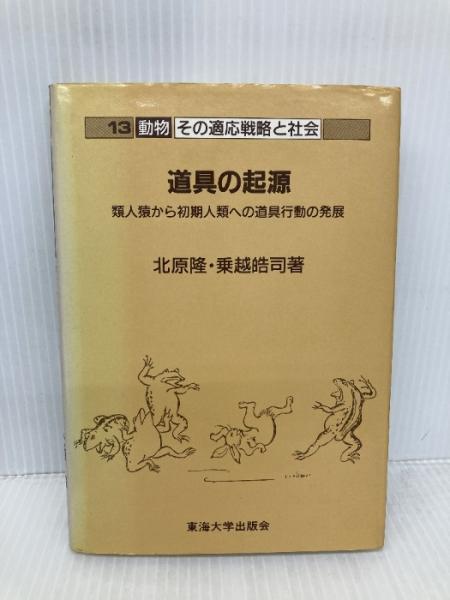 13 動物 その適応戦略と社会
道具の起源
類人猿から初期人類への道具行動の発展
北原隆・乗越皓司著
東海大学出版会